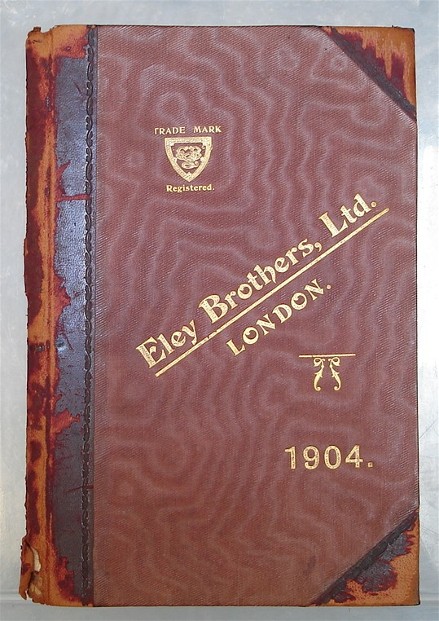 TRADE MARK
Registered.
Eley Brothers, Ltd.
LONDON.
1904.